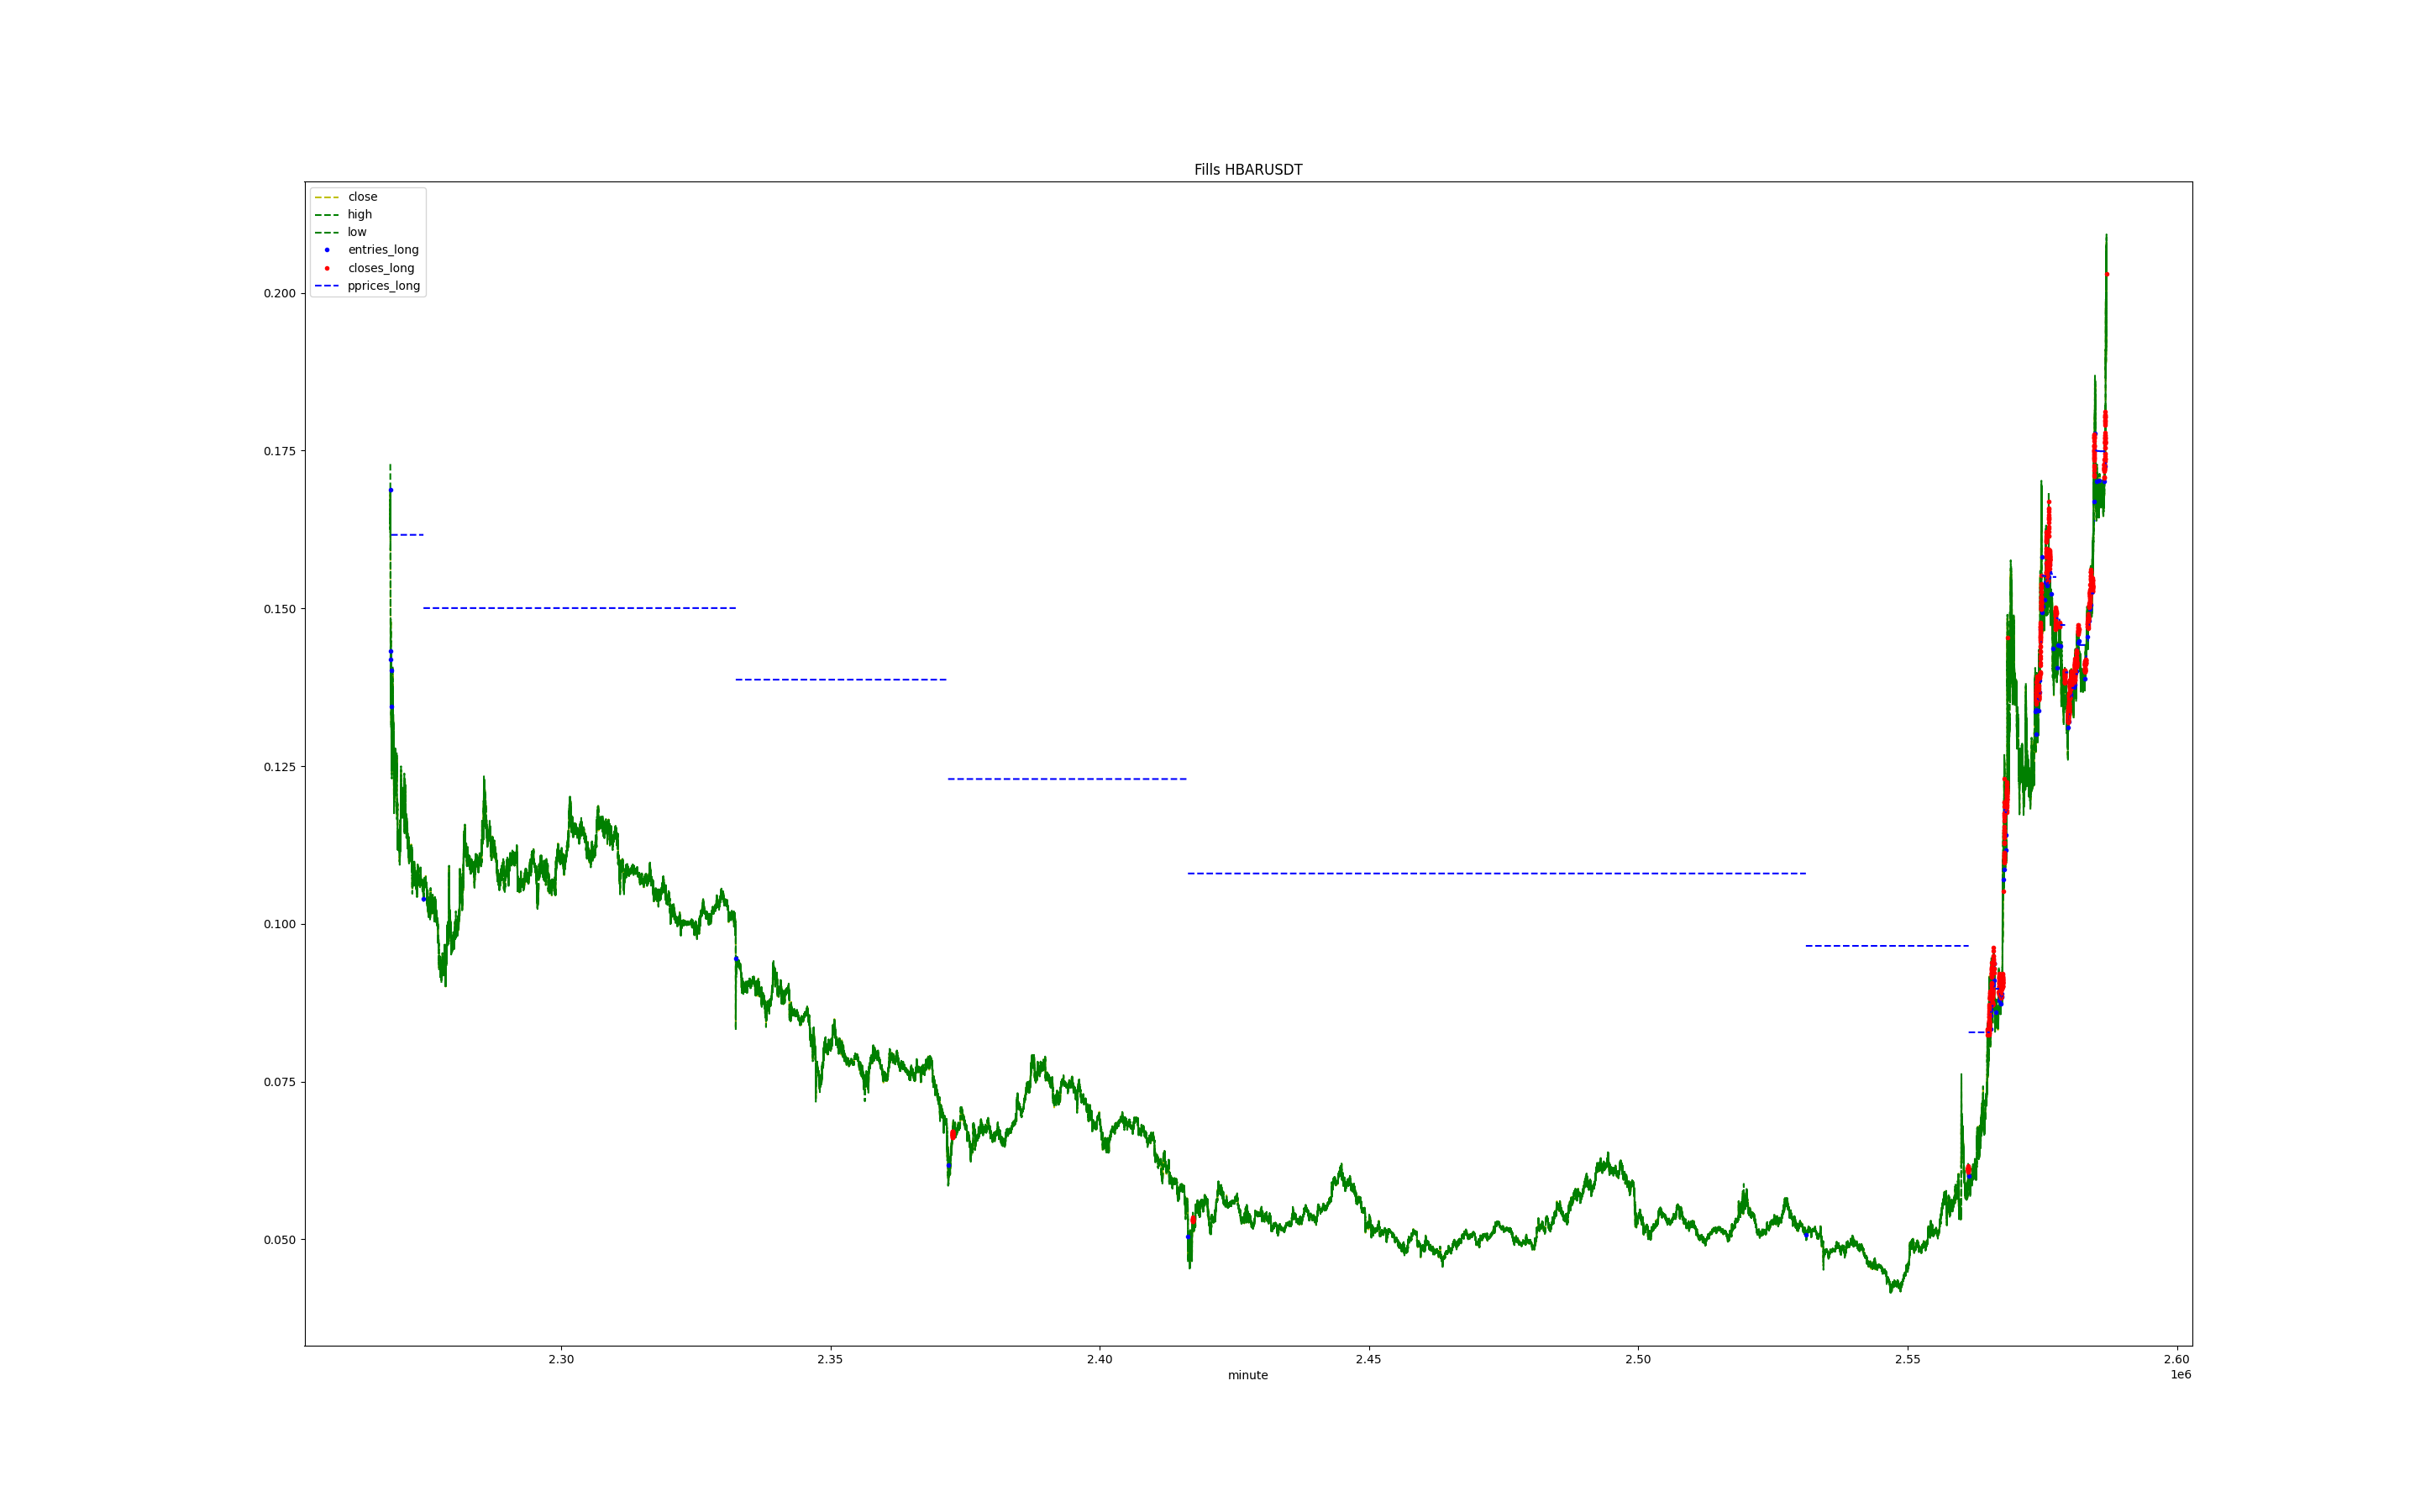 Fills HBARUSDT
close
high
low
entries_long
closes_long
pprices_long
0.200
0.175
0.150
0.125
0.100
0.075
0.050
2.30 2.35 2.40 2.45 2.50 2.55 2.60
1e6
minute